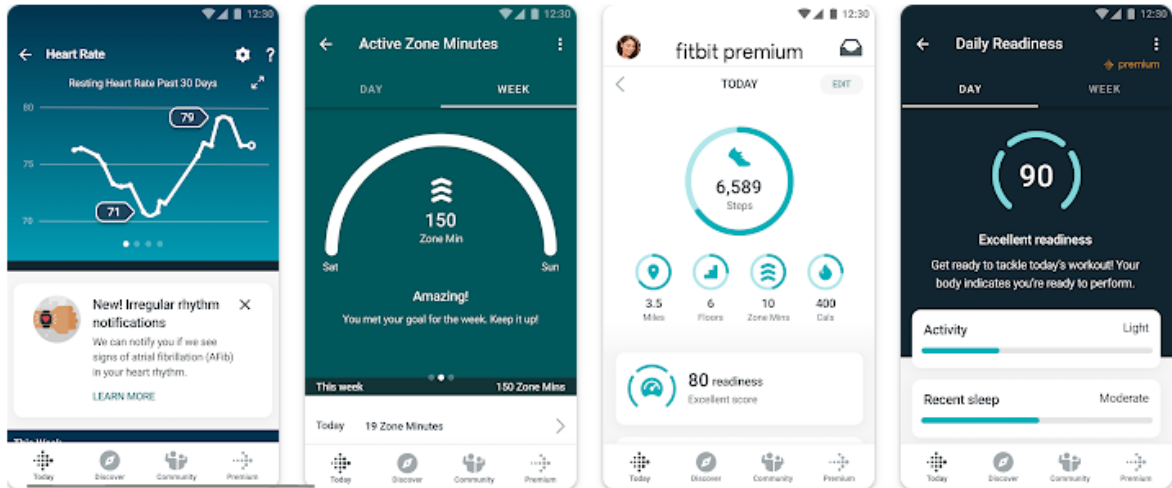 12:30
Heart Rate
?
Resting Heart Rate Past 30 Days
80
79
75
71
70
New! Irregular rhythm
notifications
We can notify you if we see
signs of atrial fibrillation (AFib)
in your heart rhythm.
LEARN MORE
This Week
Today Discover Community Premium
12:30
Active Zone Minutes
DAY WEEK
150
Zone Min
Sat Sun
Amazing!
You met your goal for the week. Keep it up!
This week 150 Zone Mins
Today 19 Zone Minutes
Today Discover Community Premium
12:30
fitbit premium
TODAY EDIT
6,589
Steps
3.5 6 10 400
Miles Floors Zone Mins Cals
80 readiness
Excellent score
Today Discover Community Premium
12:30
Daily Readiness
premium
DAY WEEK
90
Excellent readiness
Get ready to tackle today's workout! Your
body indicates you're ready to perform.
Activity Light
Recent sleep Moderate
Today Discover Community Premium